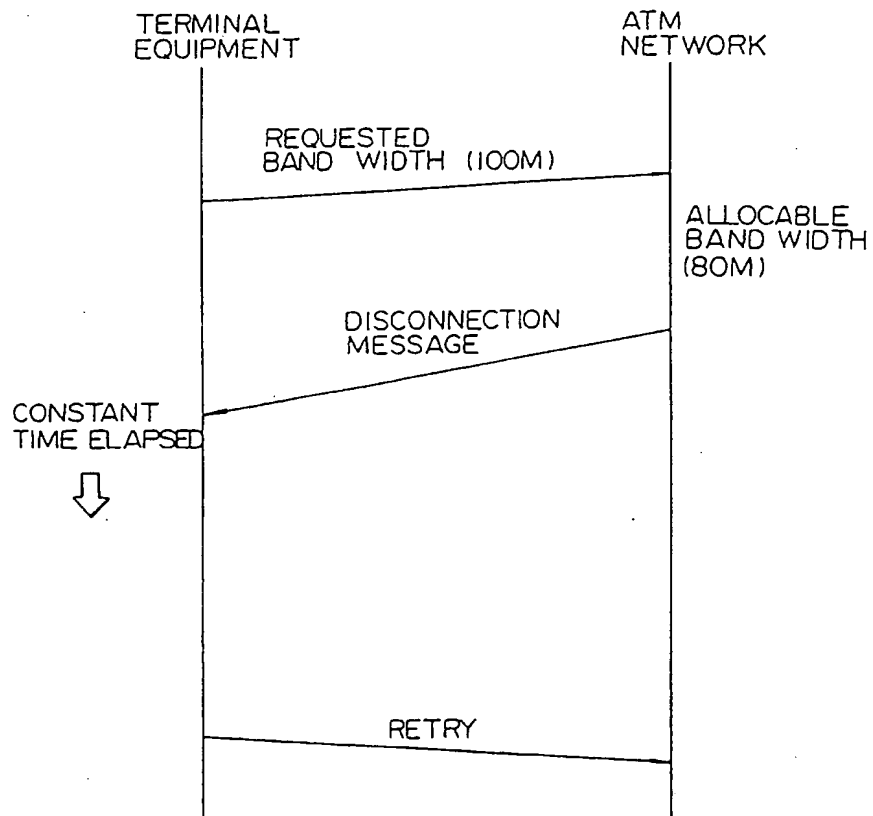 TERMINAL
EQUIPMENT
ATM
NETWORK
REQUESTED
BAND WIDTH (100M)
ALLOCABLE
BAND WIDTH
(80M)
DISCONNECTION
MESSAGE
CONSTANT
TIME ELAPSED
RETRY